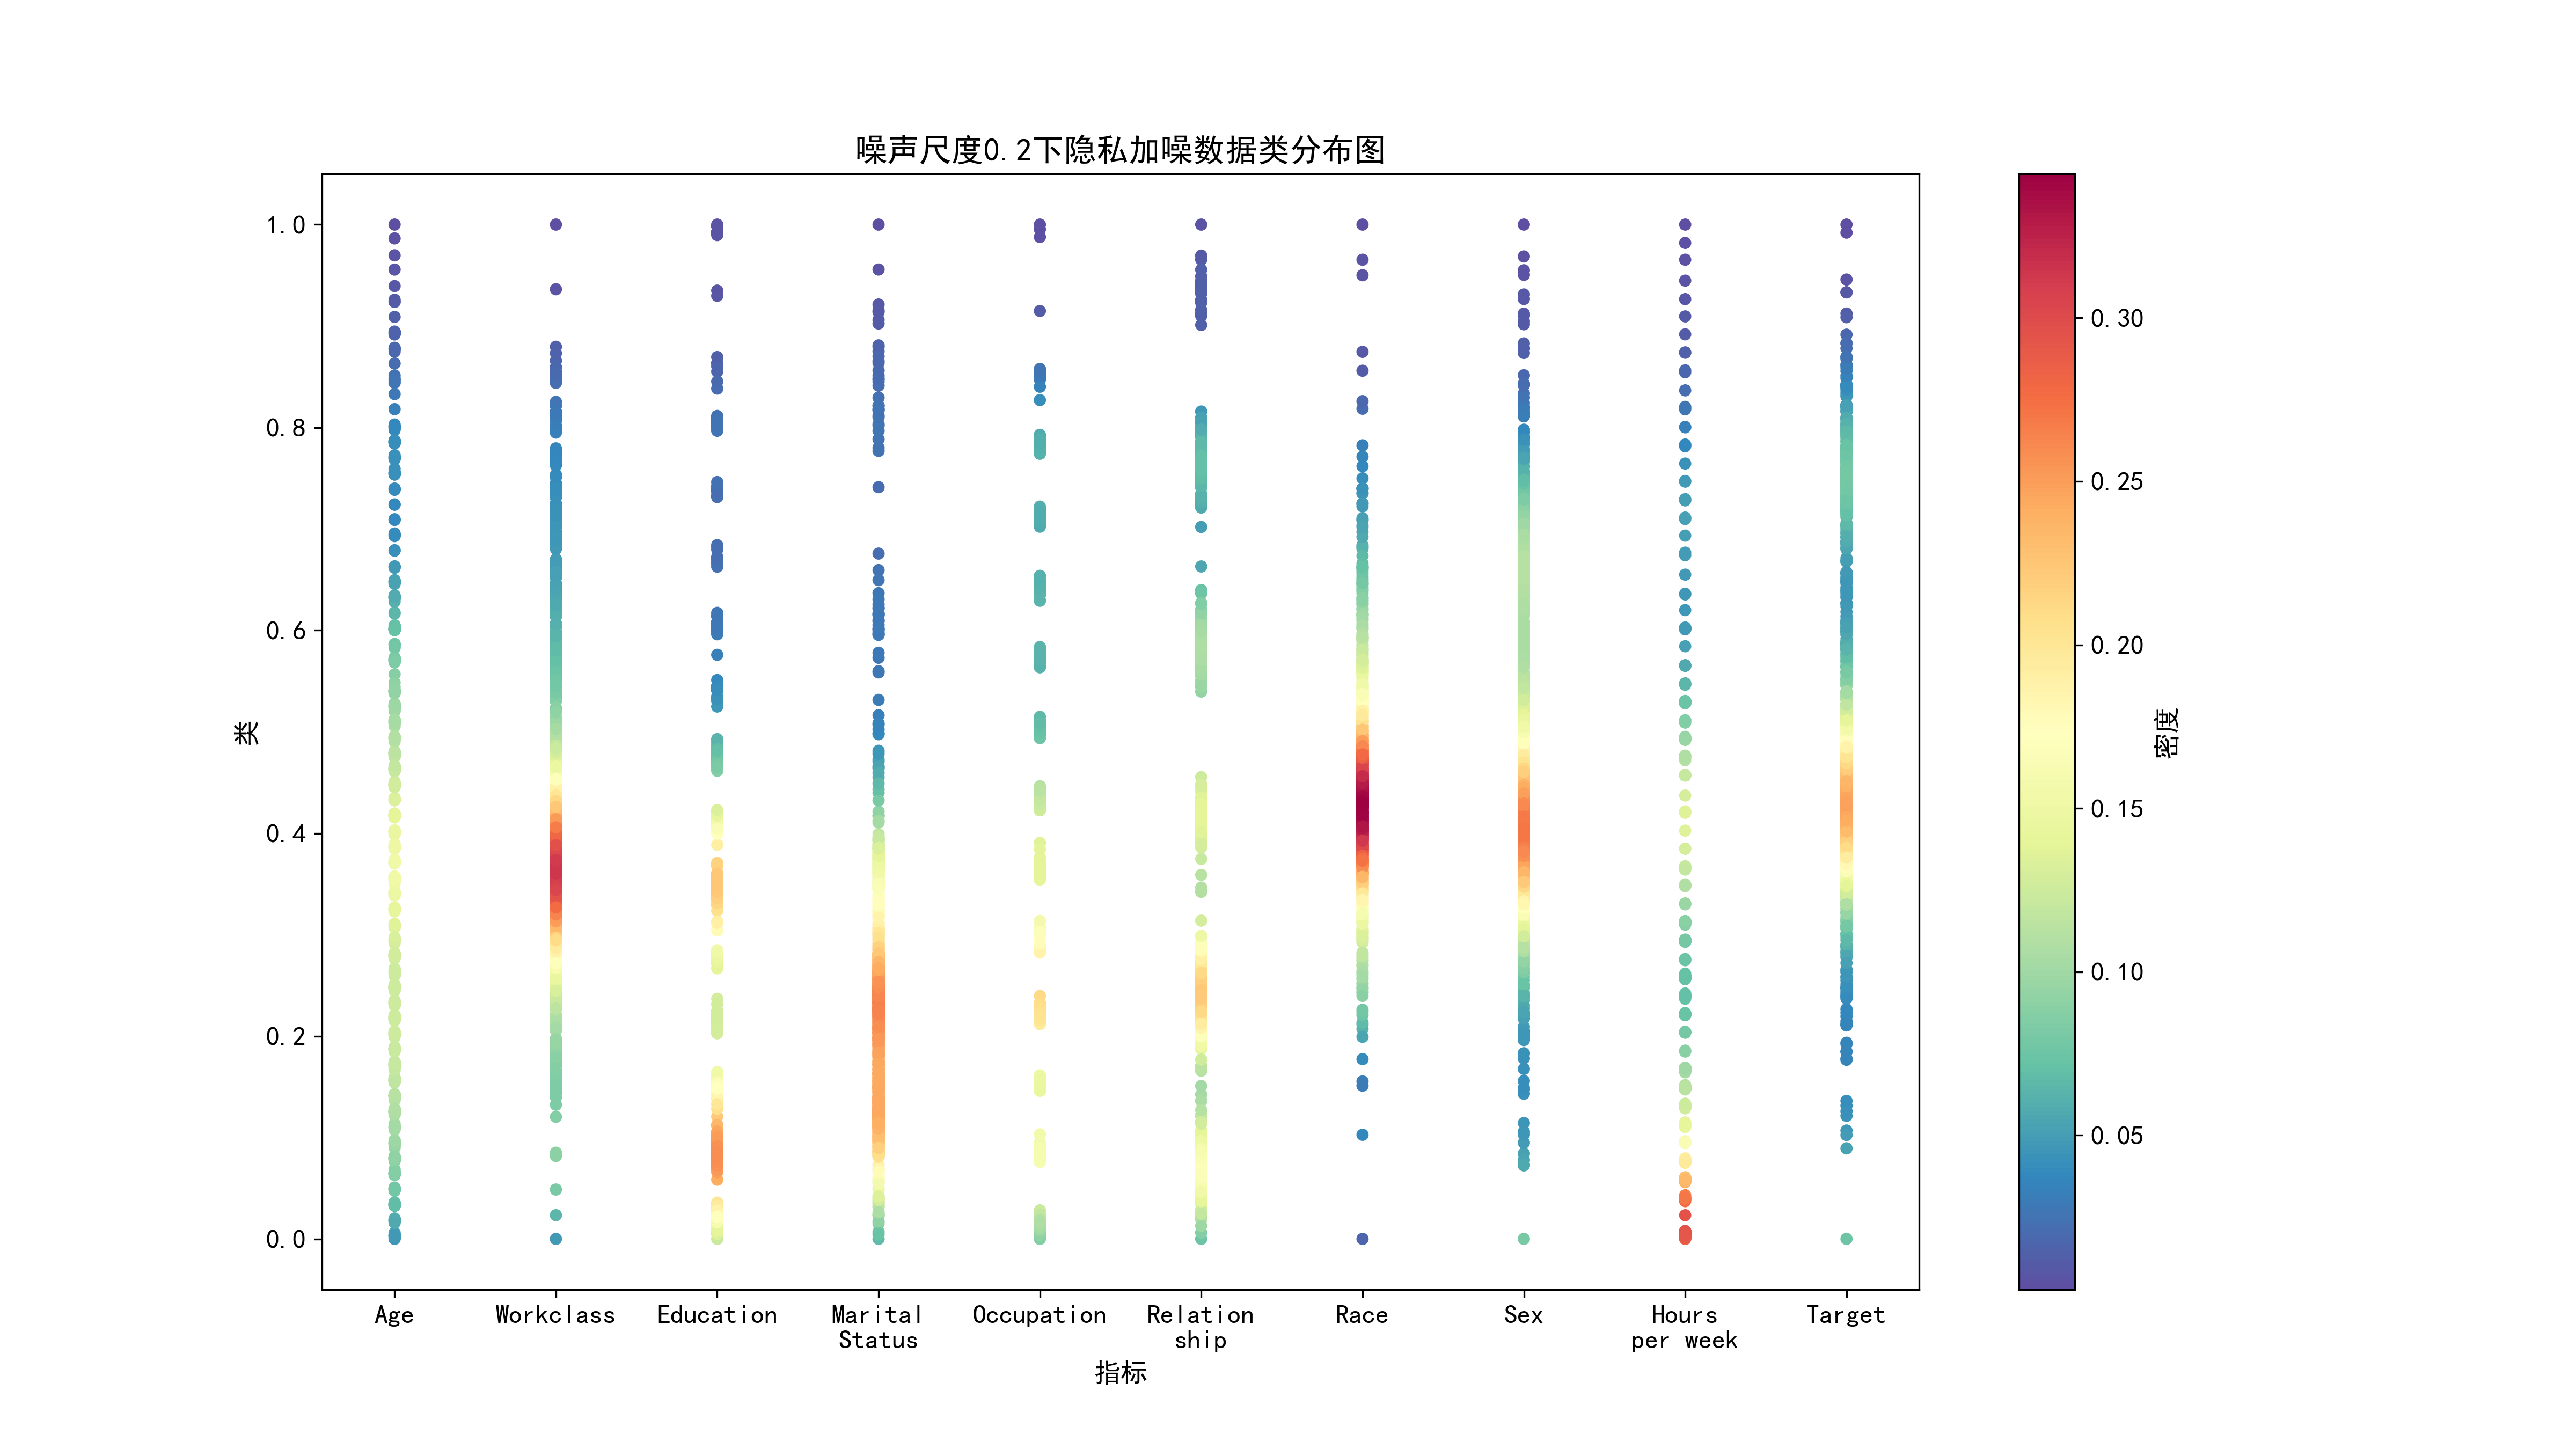 噪声尺度0.2下隐私加噪数据类分布图
类
1.0
0.8
0.6
0.4
0.2
0.0
Age
Workclass
Education
Marital
Status
Occupation
Relation
ship
Race
Sex
Hours
per week
Target
指标
0.30
0.25
0.20
0.15
0.10
0.05
密度